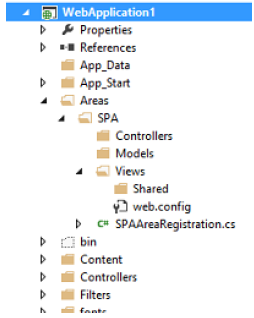 WebApplication1
Properties
References
App_Data
App_Start
Areas
SPA
Controllers
Models
Views
Shared
web.config
C# SPAAreaRegistration.cs
bin
Content
Controllers
Filters
fonts